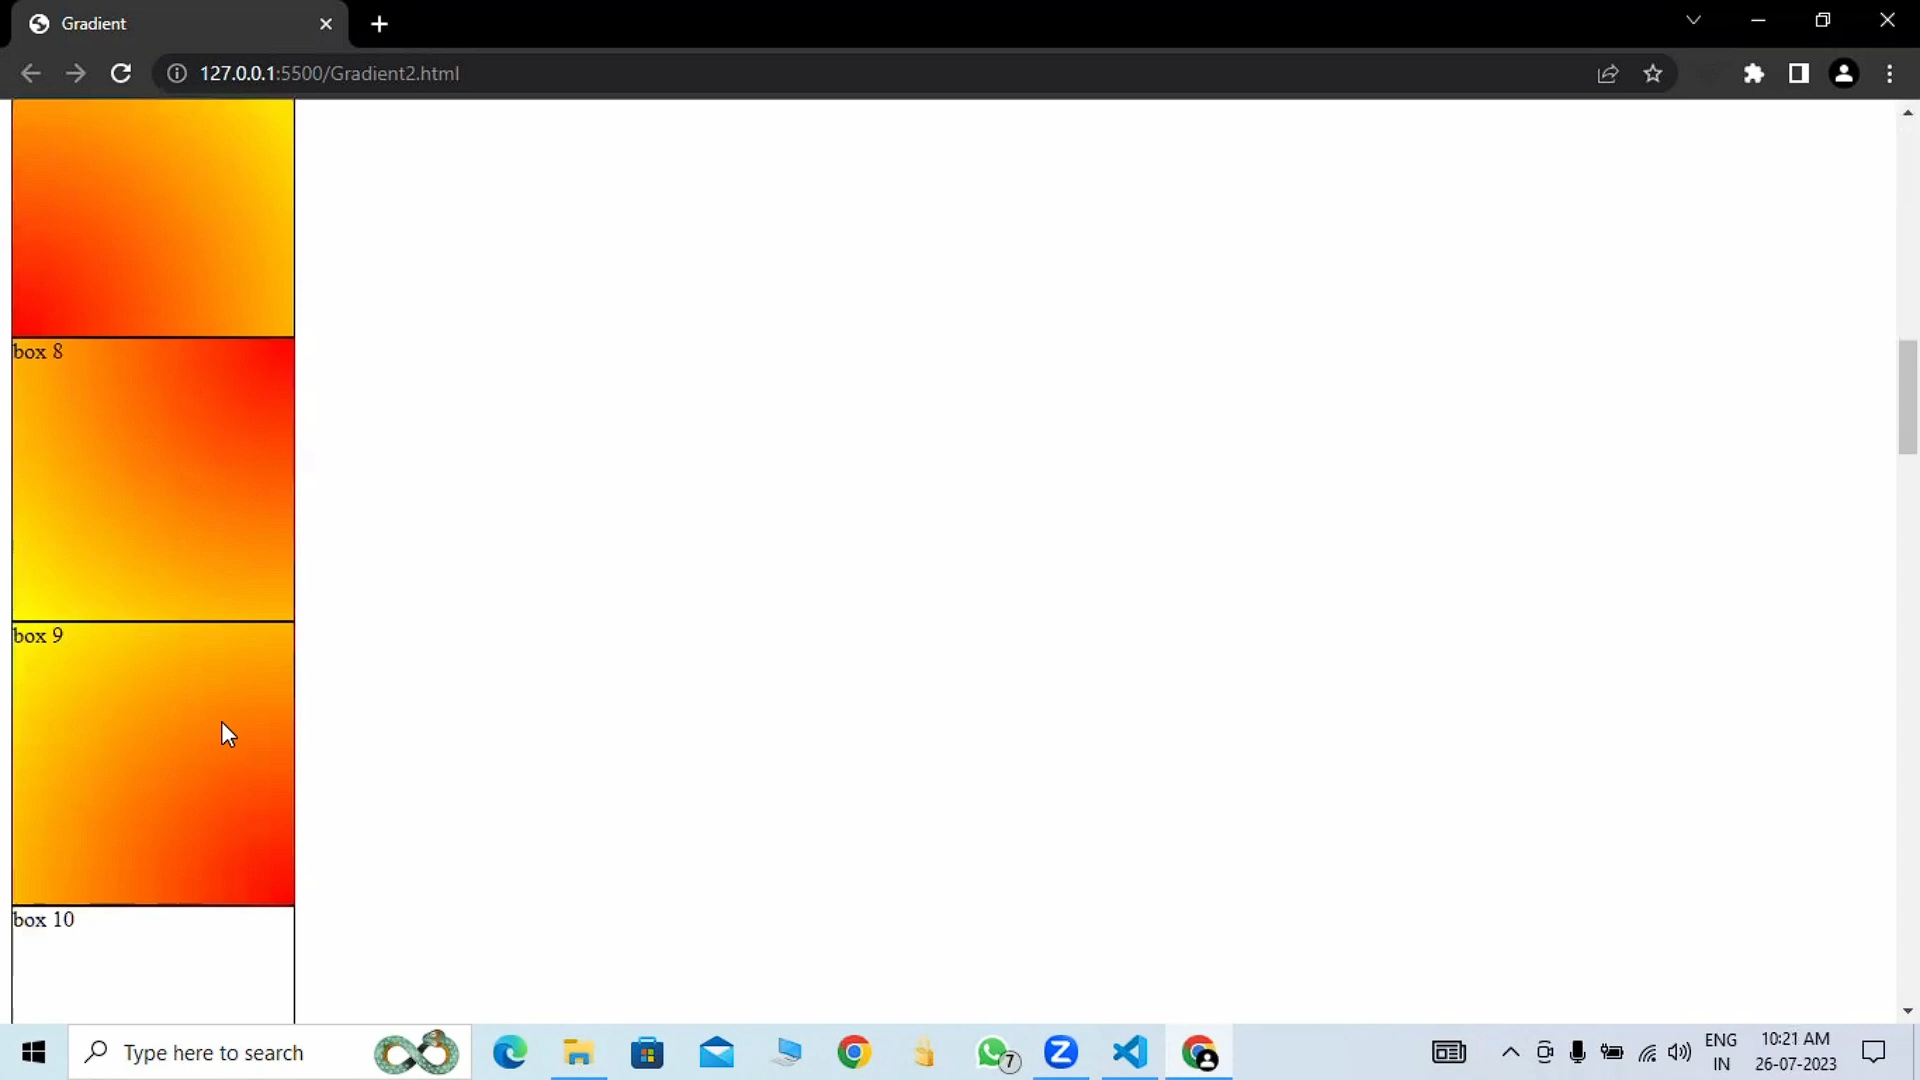 Gradient
127.0.0.1:5500/Gradient2.html
box 8
box 9
box 10
Type here to search
7
ENG
IN
10:21 AM
26-07-2023